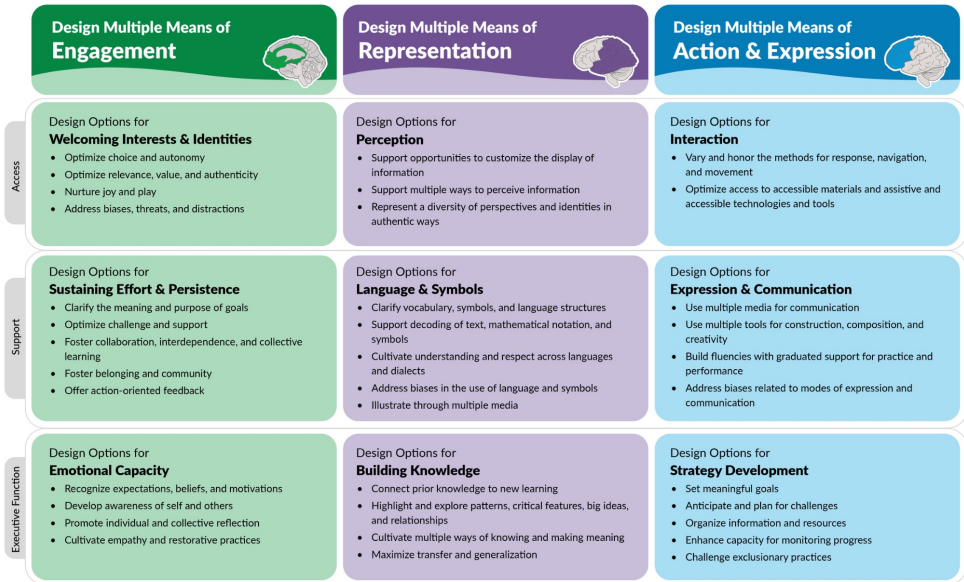 Design Multiple Means of
Engagement
Design Multiple Means of
Representation
Design Multiple Means of
Action & Expression
Access
Design Options for
Welcoming Interests & Identities
• Optimize choice and autonomy
• Optimize relevance, value, and authenticity
• Nurture joy and play
• Address biases, threats, and distractions
Design Options for
Perception
• Support opportunities to customize the display of
information
• Support multiple ways to perceive information
• Represent a diversity of perspectives and identities in
authentic ways
Design Options for
Interaction
• Vary and honor the methods for response, navigation,
and movement
• Optimize access to accessible materials and assistive and
accessible technologies and tools
Support
Design Options for
Sustaining Effort & Persistence
• Clarify the meaning and purpose of goals
• Optimize challenge and support
• Foster collaboration, interdependence, and collective
learning
• Foster belonging and community
• Offer action-oriented feedback
Design Options for
Language & Symbols
• Clarify vocabulary, symbols, and language structures
• Support decoding of text, mathematical notation, and
symbols
• Cultivate understanding and respect across languages
and dialects
• Address biases in the use of language and symbols
• Illustrate through multiple media
Design Options for
Expression & Communication
• Use multiple media for communication
• Use multiple tools for construction, composition, and
creativity
• Build fluencies with graduated support for practice and
performance
• Address biases related to modes of expression and
communication
Executive Function
Design Options for
Emotional Capacity
• Recognize expectations, beliefs, and motivations
• Develop awareness of self and others
• Promote individual and collective reflection
• Cultivate empathy and restorative practices
Design Options for
Building Knowledge
• Connect prior knowledge to new learning
• Highlight and explore patterns, critical features, big ideas,
and relationships
• Cultivate multiple ways of knowing and making meaning
• Maximize transfer and generalization
Design Options for
Strategy Development
• Set meaningful goals
• Anticipate and plan for challenges
• Organize information and resources
• Enhance capacity for monitoring progress
• Challenge exclusionary practices